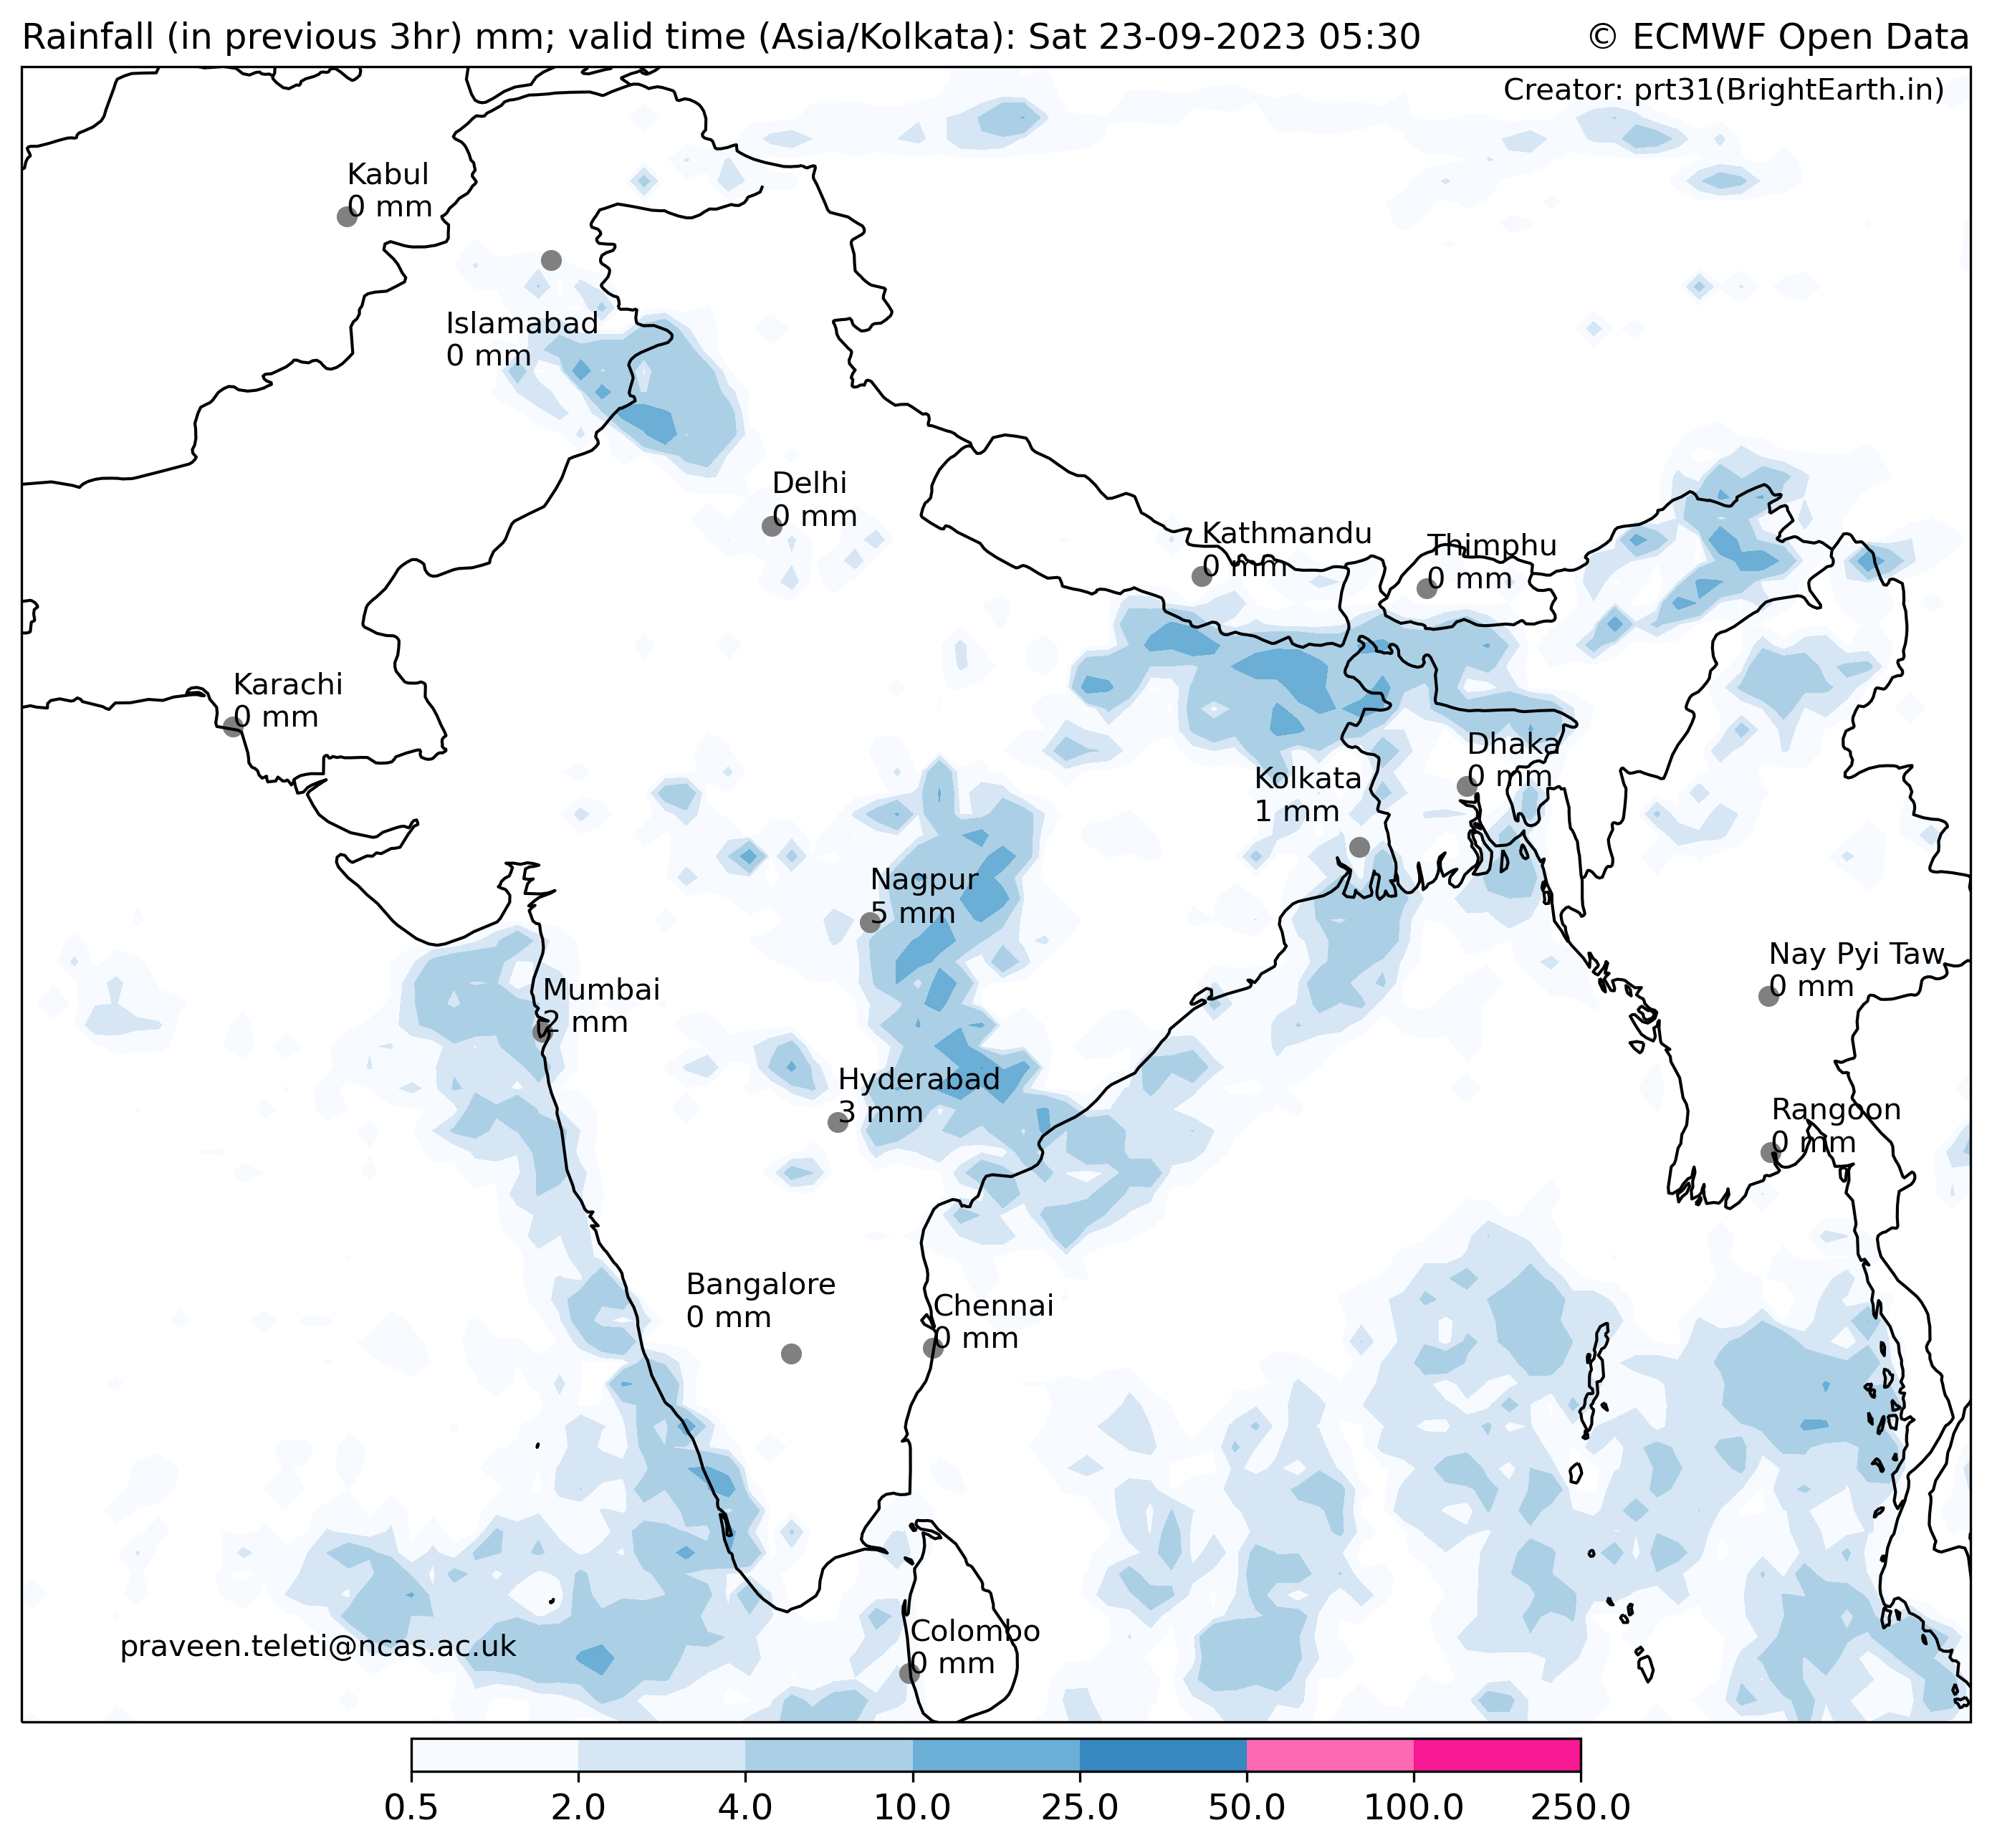 Rainfall (in previous 3hr) mm; valid time (Asia/Kolkata): Sat 23-09-2023 05:30
© ECMWF Open Data
Creator: prt31(BrightEarth.in)
Kabul
0 mm
Islamabad
0 mm
Delhi
0 mm
Kathmandu
0 mm
Thimphu
0 mm
Karachi
0 mm
Dhaka
0 mm
Kolkata
1 mm
Nagpur
5 mm
Nay Pyi Taw
0 mm
Mumbai
2 mm
Hyderabad
3 mm
Rangoon
0 mm
Bangalore
0 mm
Chennai
0 mm
Colombo
0 mm
praveen.teleti@ncas.ac.uk
0.5 2.0 4.0 10.0 25.0 50.0 100.0 250.0